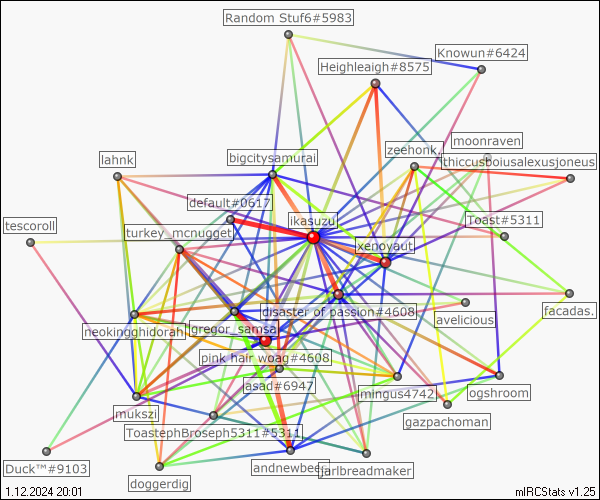 Random Stuf6#5983
Knowun#6424
Heighleaigh#8575
moonraven
zeehonk
thiccusboiusalexusjoneus
lahnk
bigcitysamurai
default#0617
ikasuzu
Toast#5311
tescoroll
turkey_mcnugget
xenoyaut
disaster of passion#4608
facadas.
avelicious
neokingghidorah
gregor_samsa
pink hair woag#4608
asad#6947
mingus4742
ogshroom
mukszi
gazpachoman
ToastephBroseph5311#5311
Duck™#9103
doggerdig
andnewbee
jarlbreadmaker
1.12.2024 20:01
mIRCStats v1.25